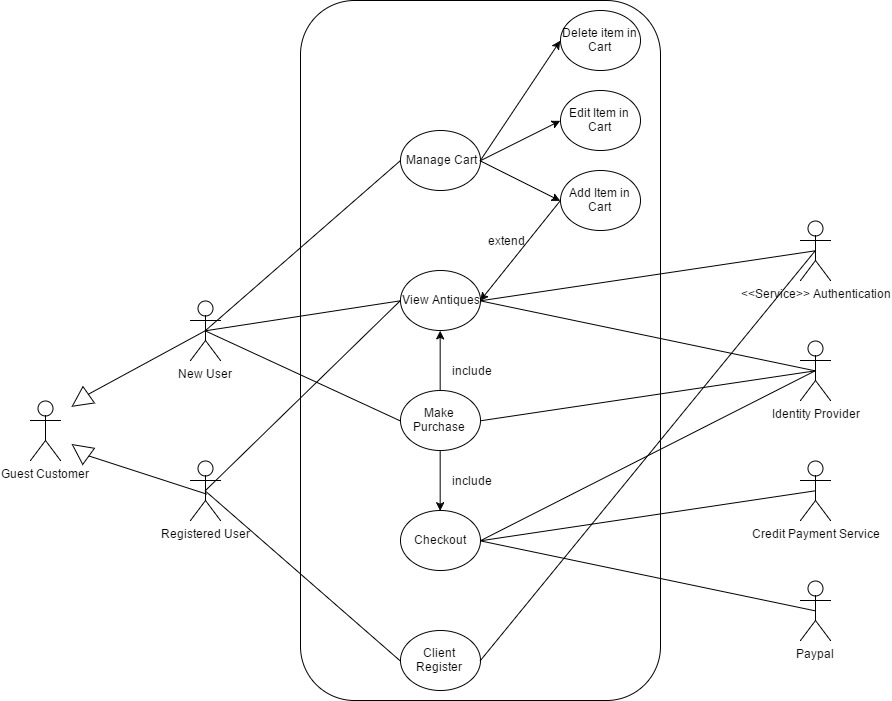 Delete item in
Cart
Edit Item in
Cart
Manage Cart
Add Item in
Cart
extend
View Antiques
<<Service>> Authentication
New User
include
Make
Purchase
Identity Provider
Guest Customer
include
Registered User
Checkout
Credit Payment Service
Client
Register
Paypal